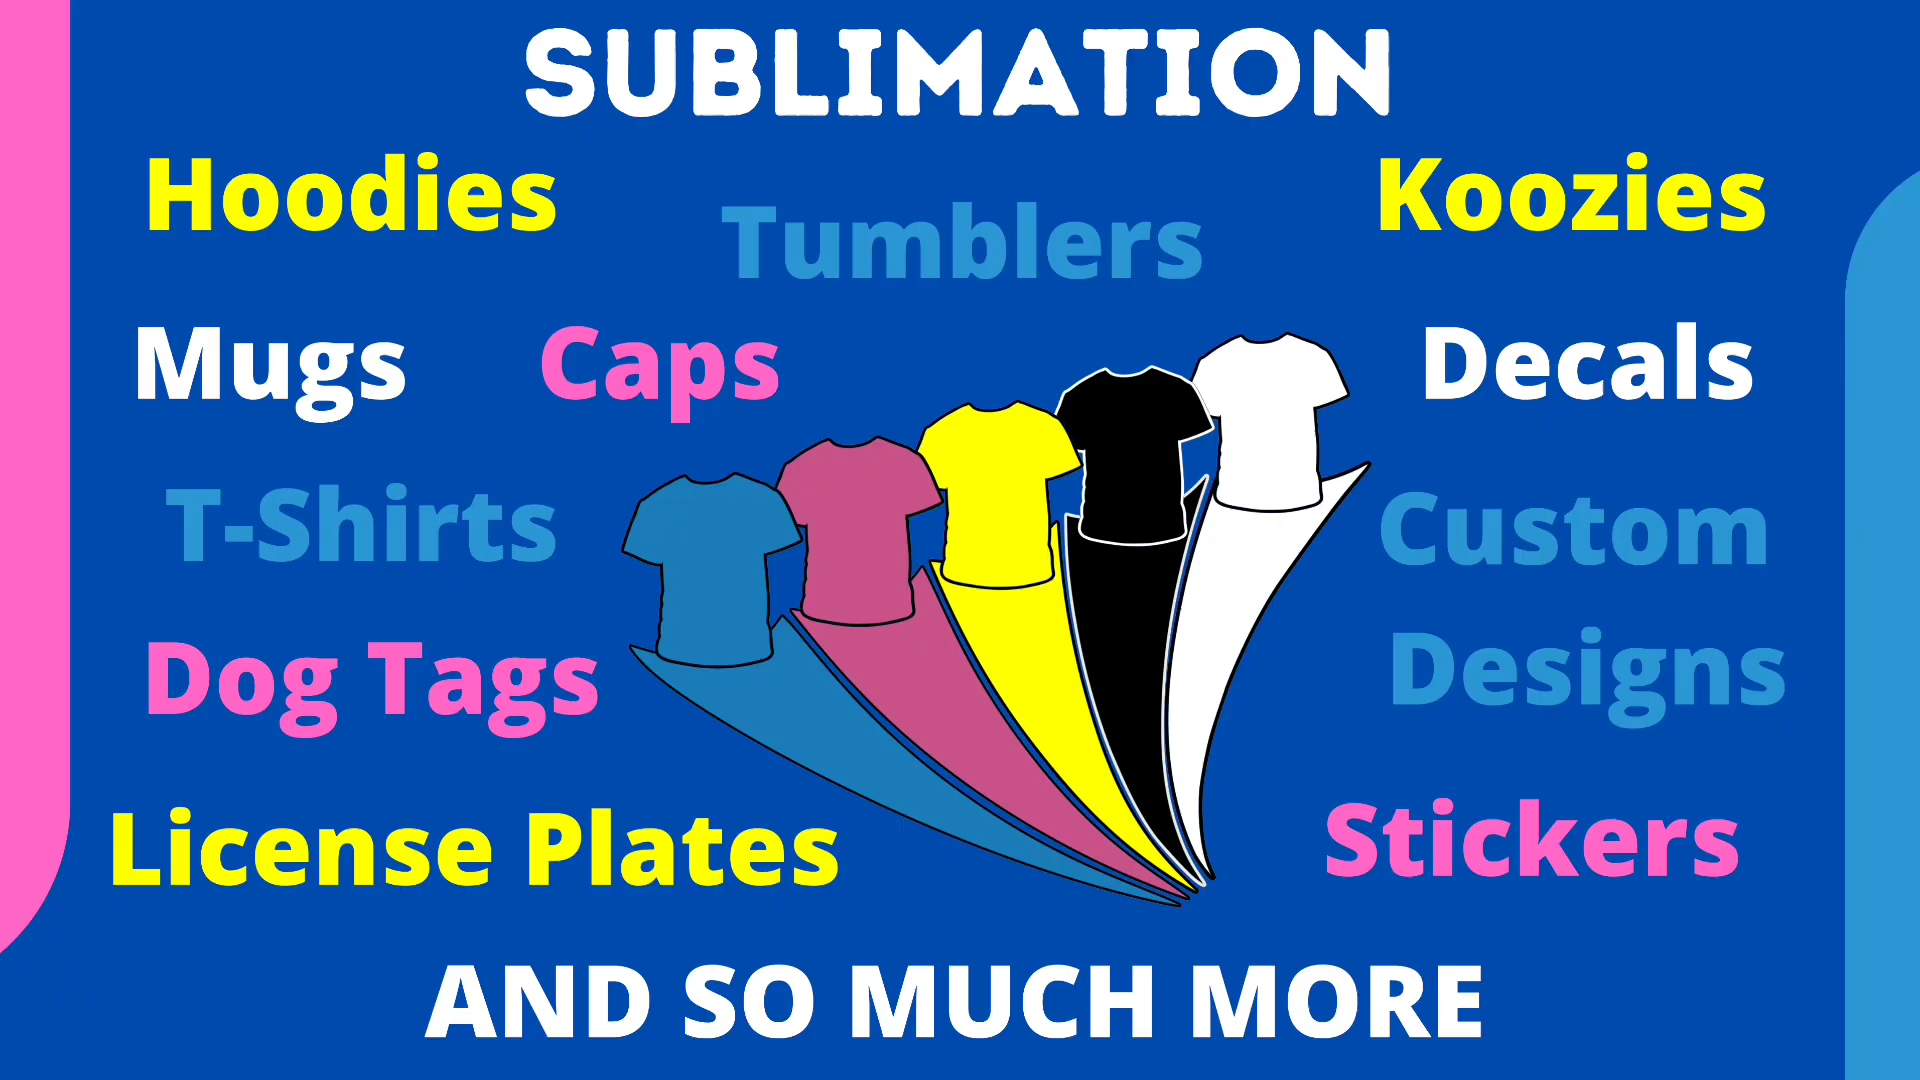 SUBLIMATION
Hoodies
Tumblers
Koozies
Mugs
Caps
Decals
T-Shirts
Custom
Designs
Dog Tags
License Plates
Stickers
AND SO MUCH MORE